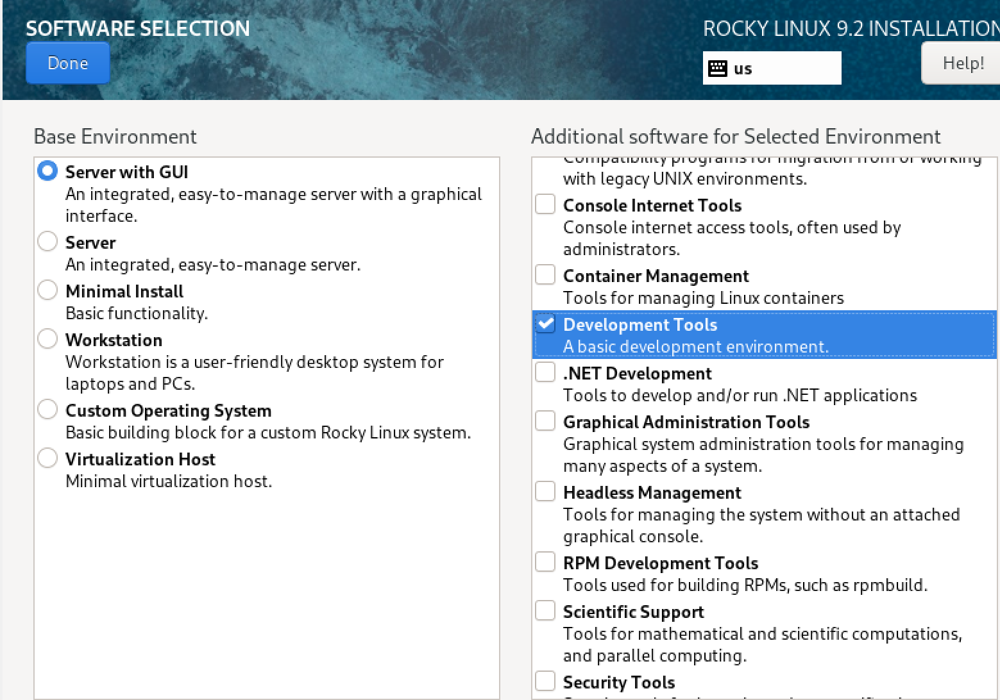 SOFTWARE SELECTION
ROCKY LINUX 9.2 INSTALLATION
Done
us
Help!
Base Environment
Server with GUI
An integrated, easy-to-manage server with a graphical
interface.
Server
An integrated, easy-to-manage server.
Minimal Install
Basic functionality.
Workstation
Workstation is a user-friendly desktop system for
laptops and PCs.
Custom Operating System
Basic building block for a custom Rocky Linux system.
Virtualization Host
Minimal virtualization host.
Additional software for Selected Environment
Compatibility programs for migration from or working
with legacy UNIX environments.
Console Internet Tools
Console internet access tools, often used by
administrators.
Container Management
Tools for managing Linux containers
Development Tools
A basic development environment.
.NET Development
Tools to develop and/or run .NET applications
Graphical Administration Tools
Graphical system administration tools for managing
many aspects of a system.
Headless Management
Tools for managing the system without an attached
graphical console.
RPM Development Tools
Tools used for building RPMs, such as rpmbuild.
Scientific Support
Tools for mathematical and scientific computations,
and parallel computing.
Security Tools